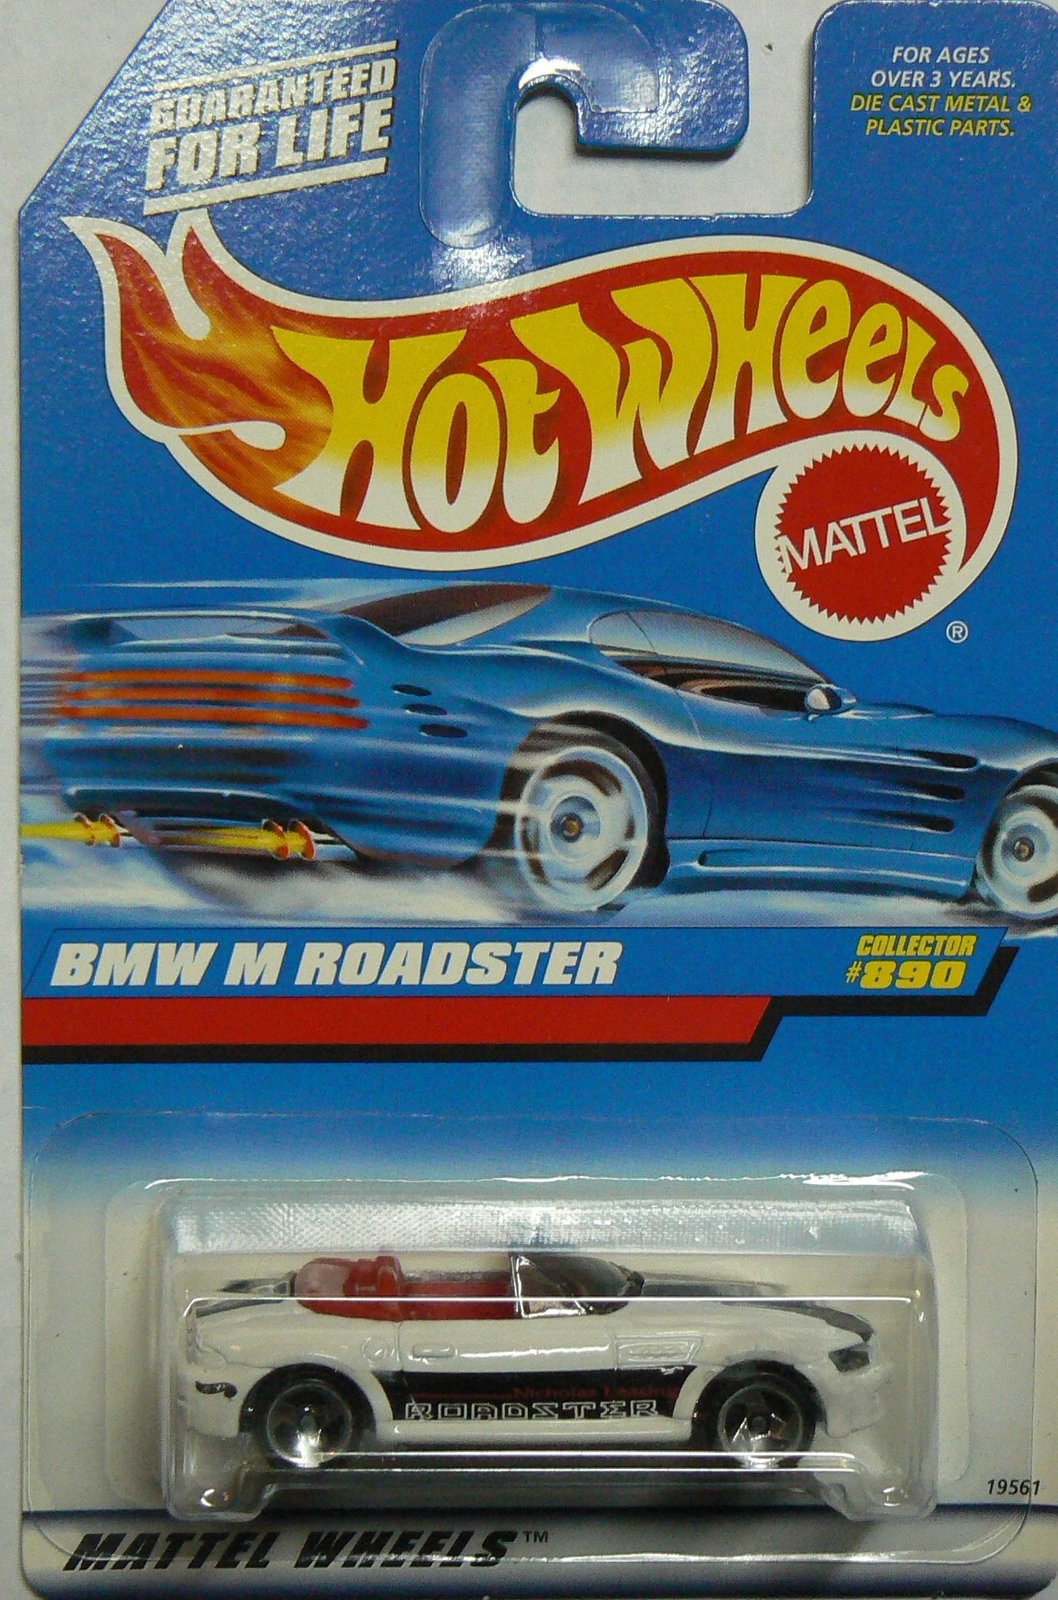 GUARANTEED
FOR LIFE
FOR AGES
OVER 3 YEARS.
DIE CAST METAL &
PLASTIC PARTS.
HOT WHEELS
MATTEL
®
BMW M ROADSTER
COLLECTOR
#890
Nicholas Leasing
ROADSTER
19561
MATTEL WHEELS™